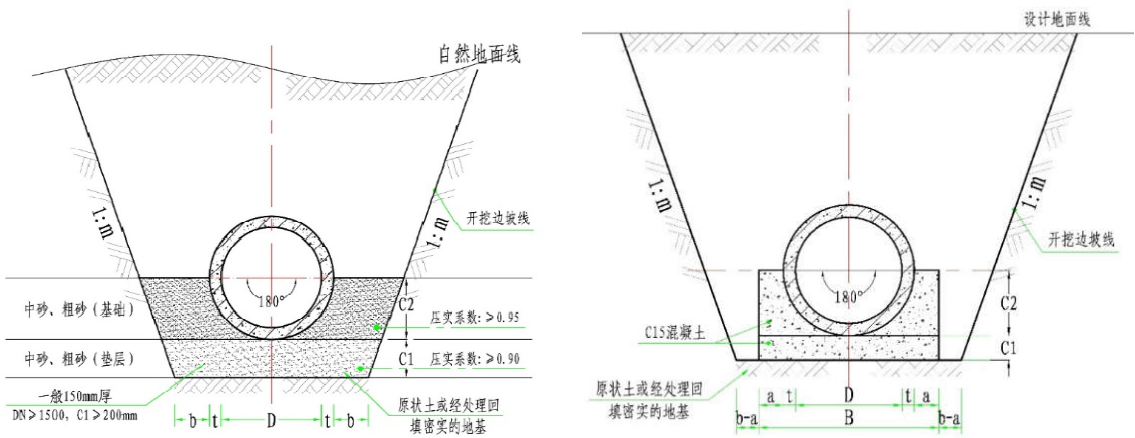 自然地面线
1:m
1:m
开挖边坡线
180°
中砂、粗砂（基础）
C2
压实系数:≥0.95
中砂、粗砂（垫层）
C1
压实系数:≥0.90
一般150mm厚
DN≥1500, C1≥200mm
原状土或经处理回
填密实的地基
b t D t b
设计地面线
1:m
1:m
开挖边坡线
180°
C2
C15混凝土
C1
原状土或经处理回
填密实的地基
a t D t a
b-a B b-a